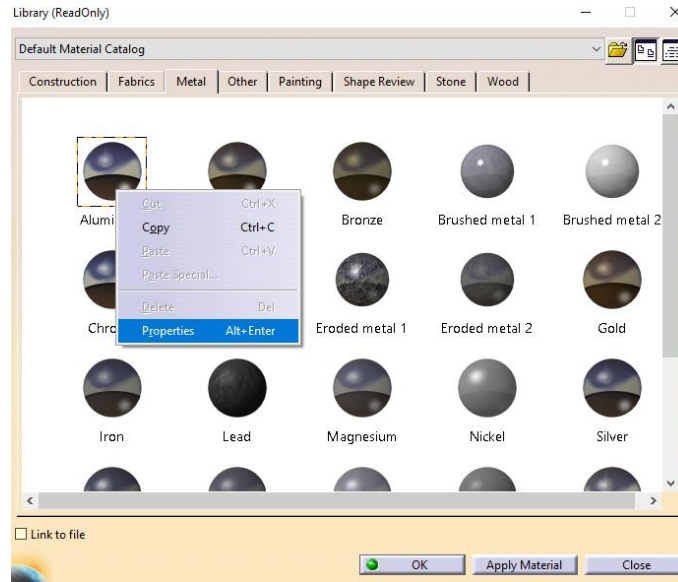 Library (ReadOnly)
Default Material Catalog
Construction Fabrics Metal Other Painting Shape Review Stone Wood
Alumi Bronze Brushed metal 1 Brushed metal 2
Cut Ctrl+X
Copy Ctrl+C
Paste Ctrl+V
Paste Special...
Delete Del
Properties Alt+Enter
Chro Eroded metal 1 Eroded metal 2 Gold
Iron Lead Magnesium Nickel Silver
Link to file
OK Apply Material Close